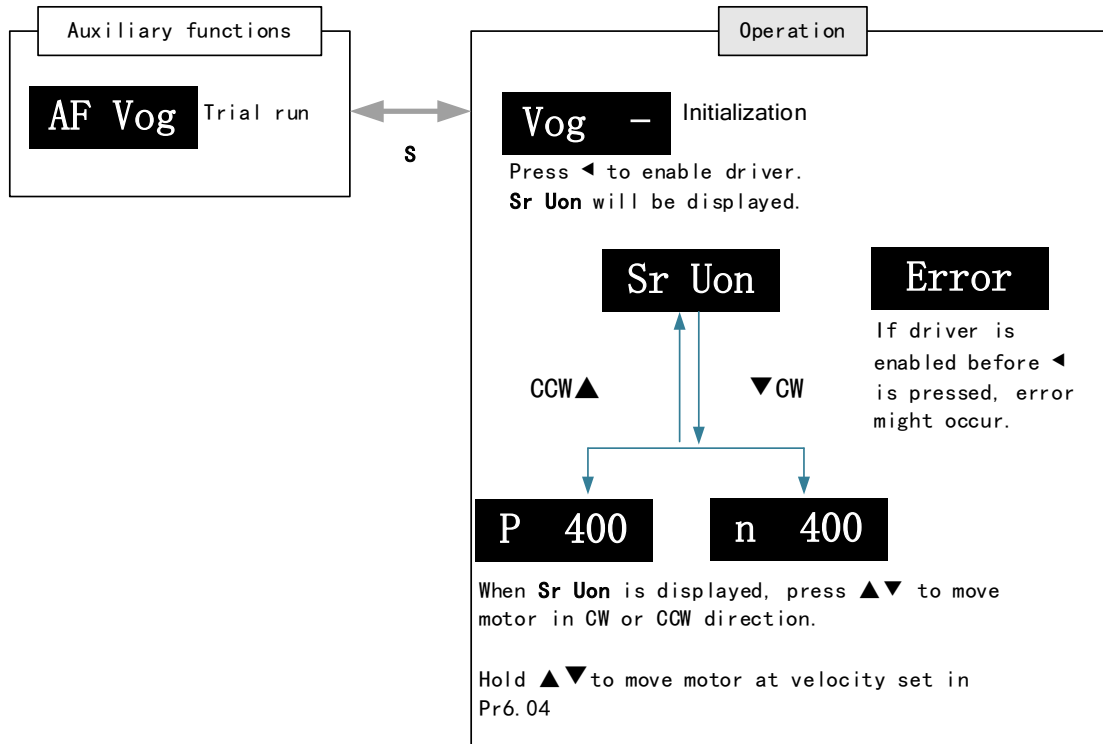 Auxiliary functions
AF Vog Trial run
S
Operation
Vog - Initialization
Press ◀ to enable driver.
Sr Uon will be displayed.
Sr Uon
CCW▲
▼CW
Error
If driver is
enabled before ◀
is pressed, error
might occur.
P 400
n 400
When Sr Uon is displayed, press ▲▼ to move
motor in CW or CCW direction.
Hold ▲▼to move motor at velocity set in
Pr6.04